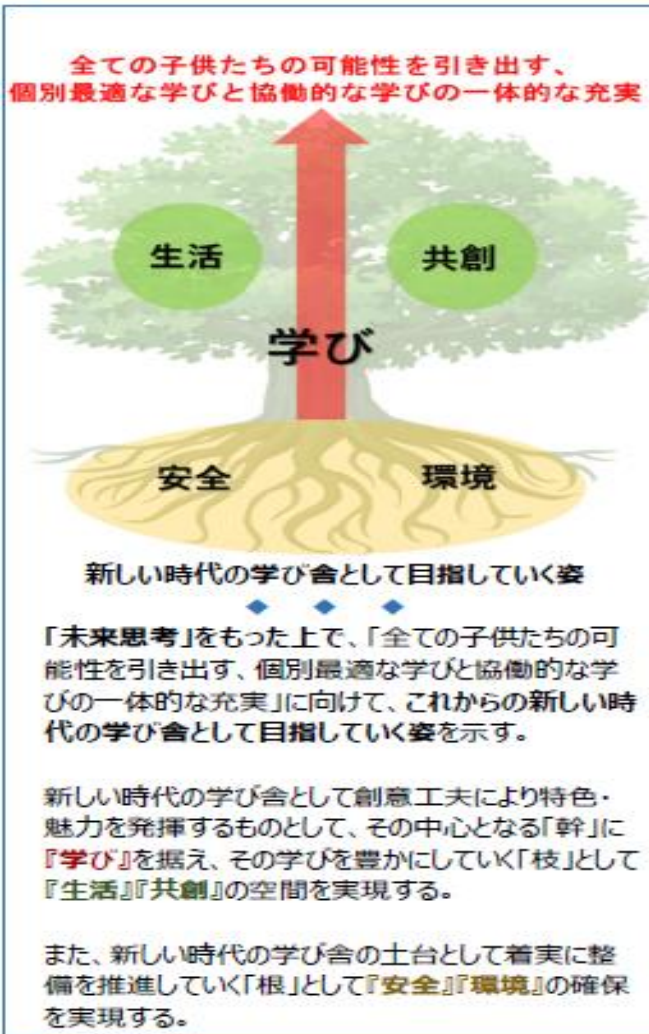 全ての子供たちの可能性を引き出す、
個別最適な学びと協働的な学びの一体的な充実
生活
共創
学び
安全
環境
新しい時代の学び舎として目指していく姿
「未来思考」をもった上で、「全ての子供たちの可
能性を引き出す、個別最適な学びと協働的な学
びの一体的な充実」に向けて、これからの新しい時
代の学び舎として目指していく姿を示す。
新しい時代の学び舎として創意工夫により特色・
魅力を発揮するものとして、その中心となる「幹」に
『学び』を据え、その学びを豊かにしていく「枝」として
『生活』『共創』の空間を実現する。
また、新しい時代の学び舎の土台として着実に整
備を推進していく「根」として『安全』『環境』の確保
を実現する。